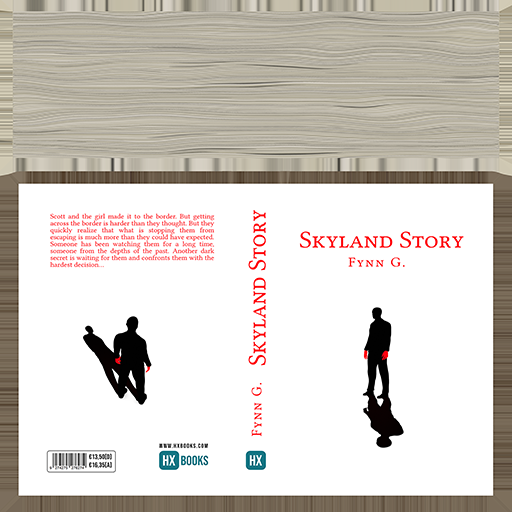 Scott and the girl made it to the border. But getting
across the border is harder than they thought. But they
quickly realize that what is stopping them from
escaping is much more than they could have expected.
Someone has been watching them for a long time,
someone from the depths of the past. Another dark
secret is waiting for them and confronts them with the
hardest decision...
€13,50[D]
€16,35[A]
WWW.HXBOOKS.COM
HX BOOKS
Fynn G. Skyland Story
HX
Skyland Story
Fynn G.